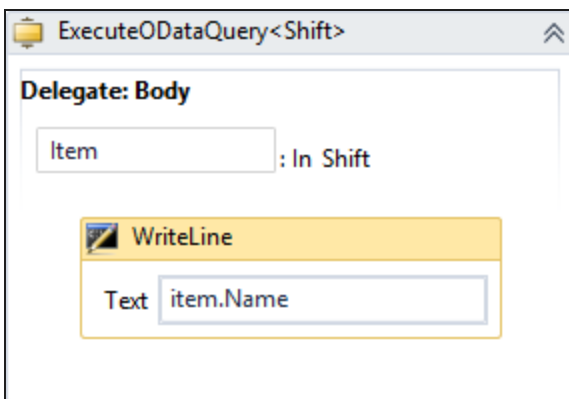 ExecuteODataQuery<Shift>
Delegate: Body
Item : In Shift
WriteLine
Text item.Name